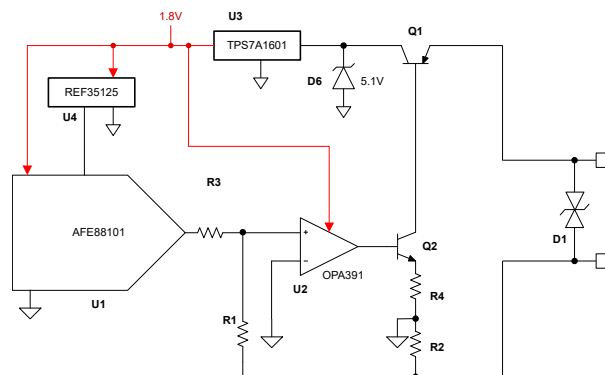 1.8V
U3
Q1
TPS7A1601
D6
5.1V
REF35125
U4
R3
AFE88101
+
−
D1
Q2
U2
OPA391
R4
U1
R1
R2